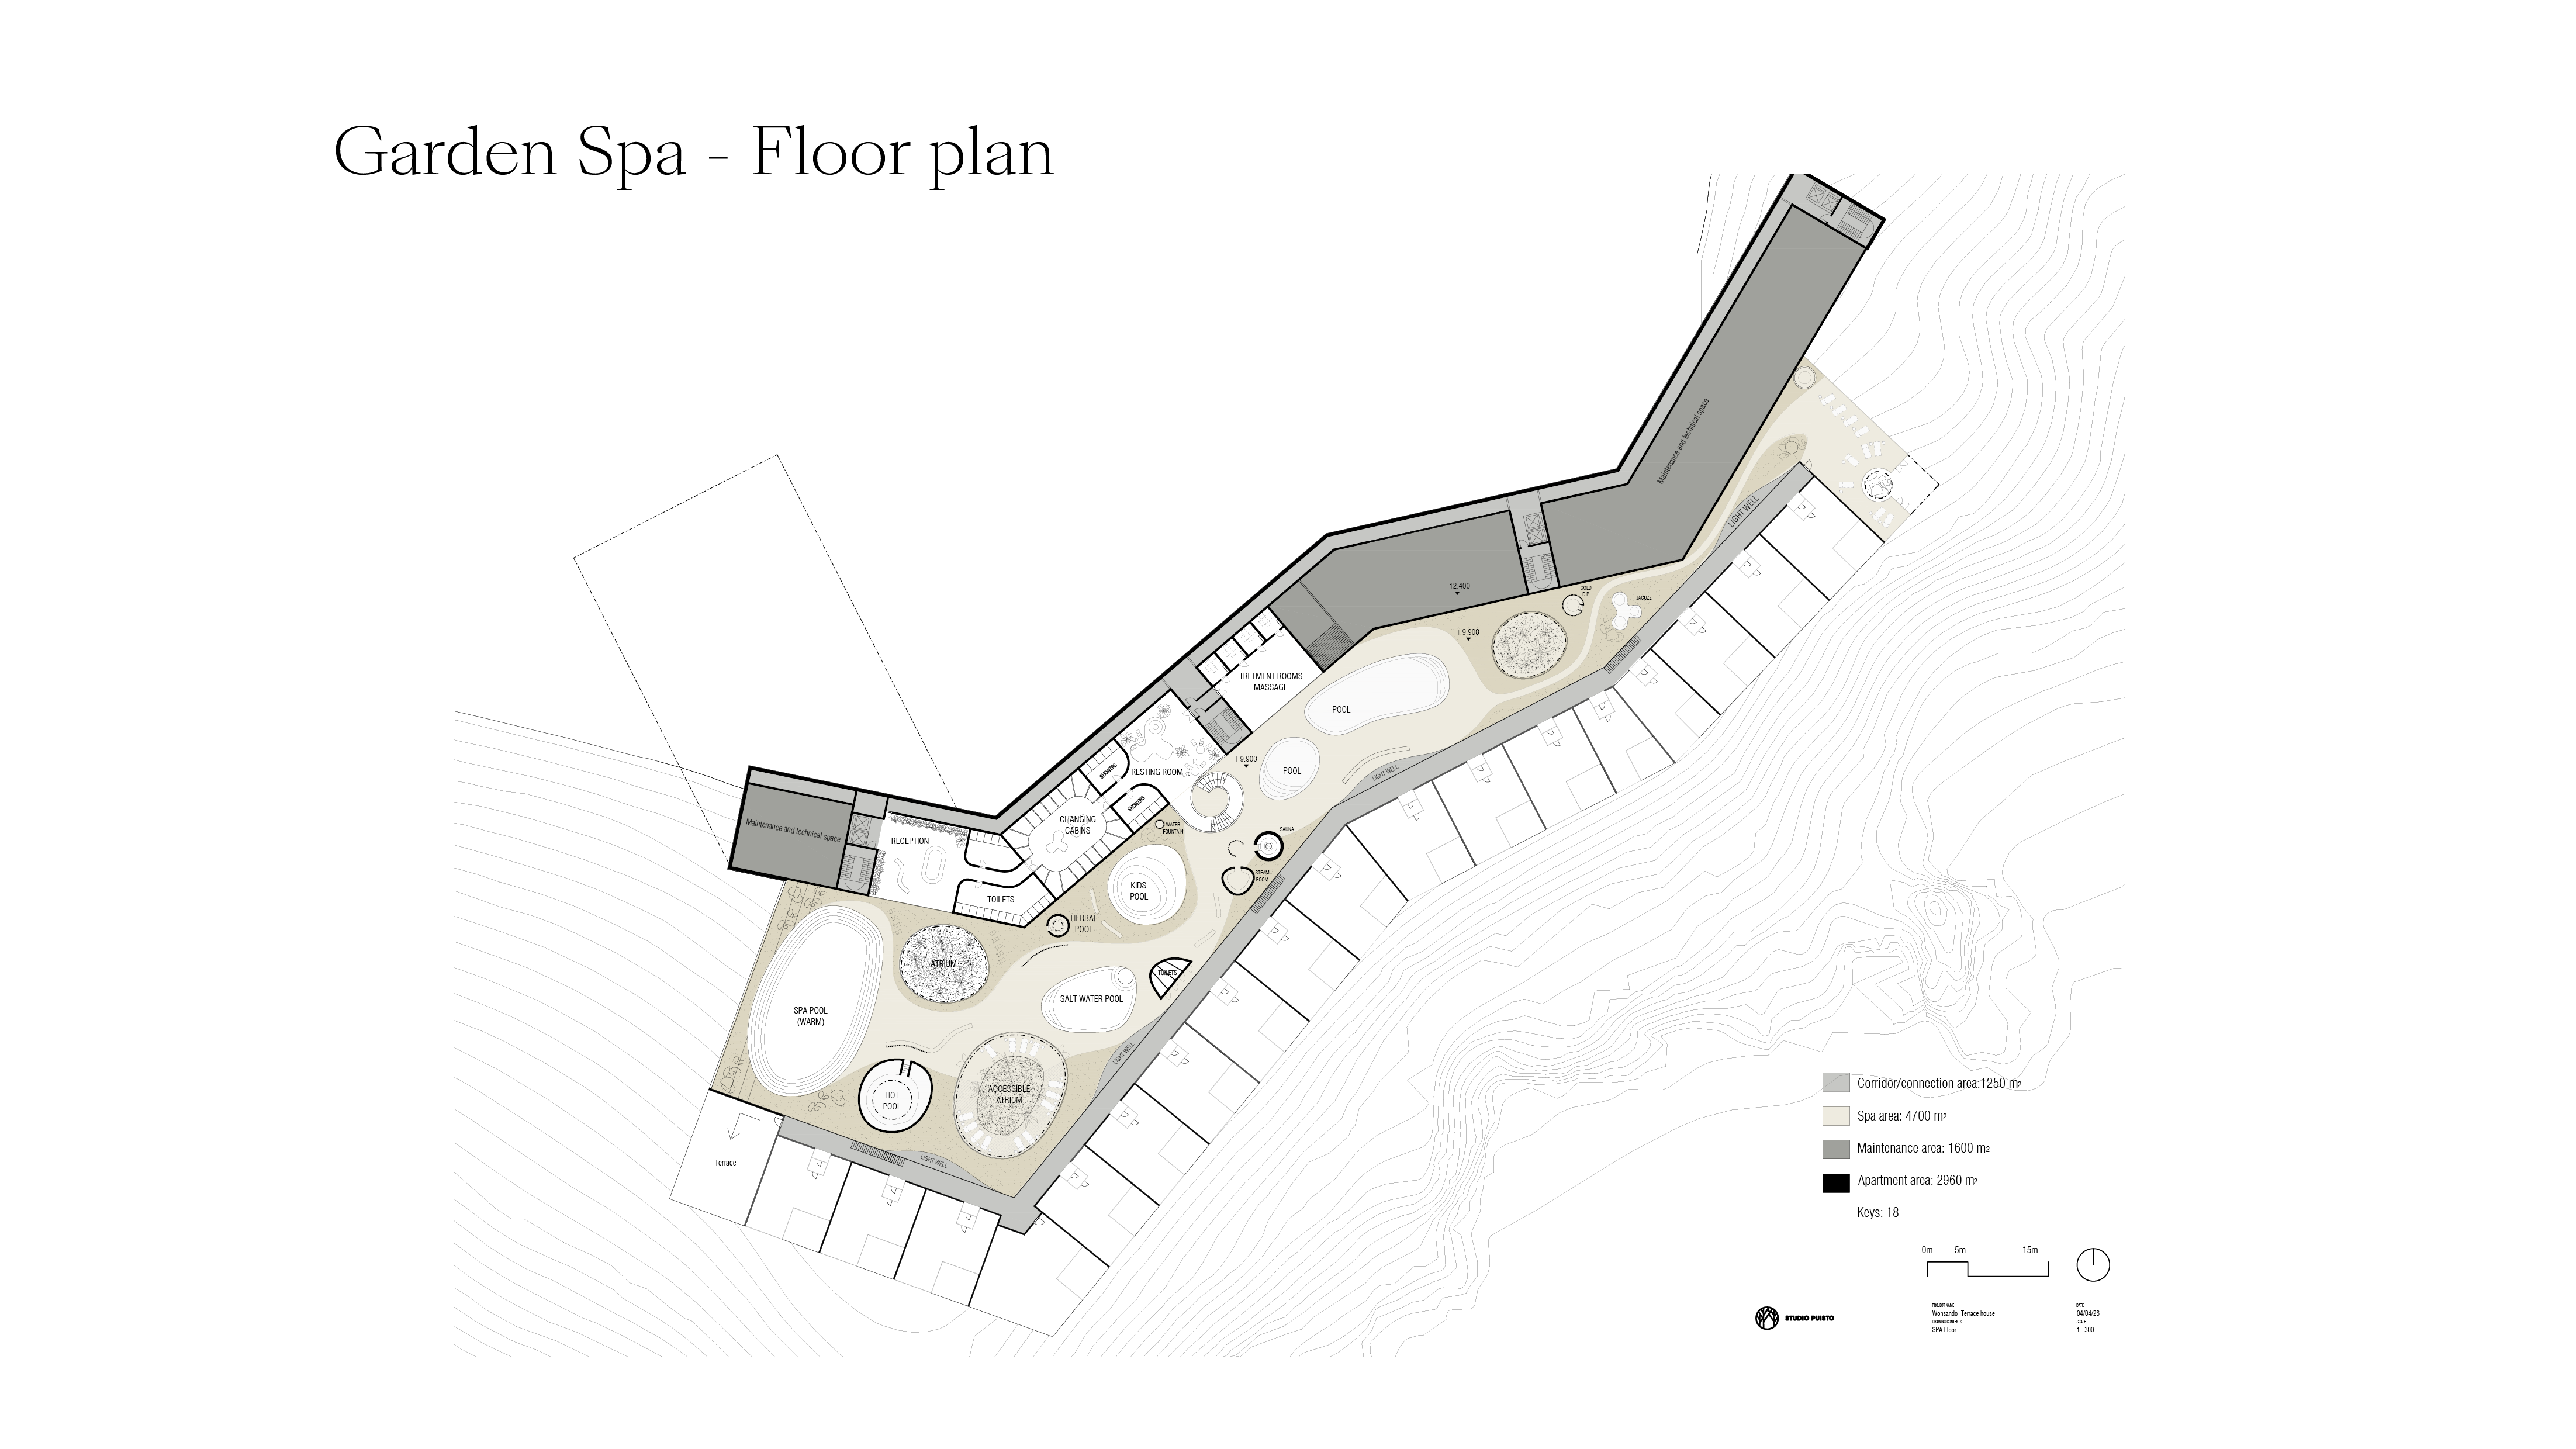 Garden Spa - Floor plan
Maintenance and technical space
LIGHT WELL
+12,400
COLD
DIP
JACUZZI
+9,900
TRETMENT ROOMS
MASSAGE
POOL
+9,900
POOL
LIGHT WELL
SHOWERS
RESTING ROOM
SHOWERS
CHANGING
CABINS
WATER
FOUNTAIN
SAUNA
Maintenance and technical space
RECEPTION
STEAM
ROOM
KIDS'
POOL
TOILETS
HERBAL
POOL
ATRIUM
TOILETS
SALT WATER POOL
SPA POOL
(WARM)
LIGHT WELL
ACCESSIBLE
ATRIUM
HOT
POOL
LIGHT WELL
Terrace
Corridor/connection area:1250 m2
Spa area: 4700 m2
Maintenance area: 1600 m2
Apartment area: 2960 m2
Keys: 18
0m 5m 15m
STUDIO PUISTO
PROJECT NAME
Wonsando_Terrace house
DRAWING CONTENTS
SPA Floor
DATE
04/04/23
SCALE
1 : 300